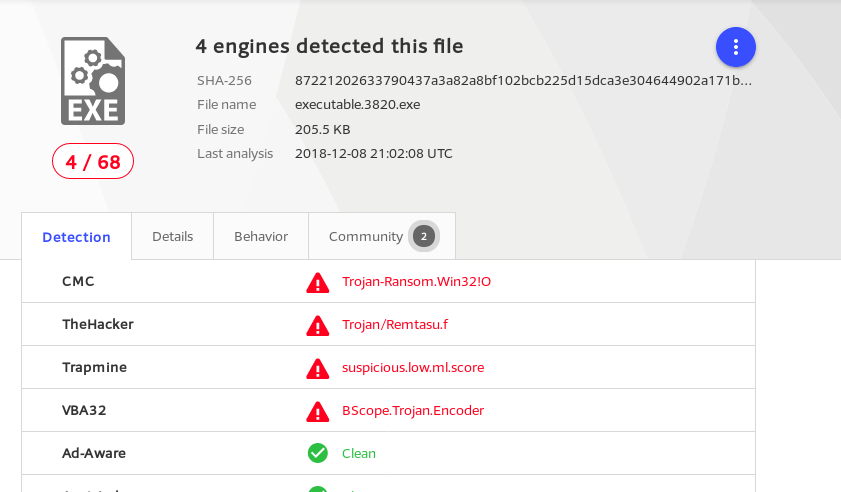 4 engines detected this file
SHA-256 87221202633790437a3a82a8bf102bcb225d15dca3e304644902a171b...
File name executable.3820.exe
File size 205.5 KB
Last analysis 2018-12-08 21:02:08 UTC
EXE
4 / 68
Detection Details Behavior Community 2
CMC Trojan-Ransom.Win32!O
TheHacker Trojan/Remtasu.f
Trapmine suspicious.low.ml.score
VBA32 BScope.Trojan.Encoder
Ad-Aware Clean